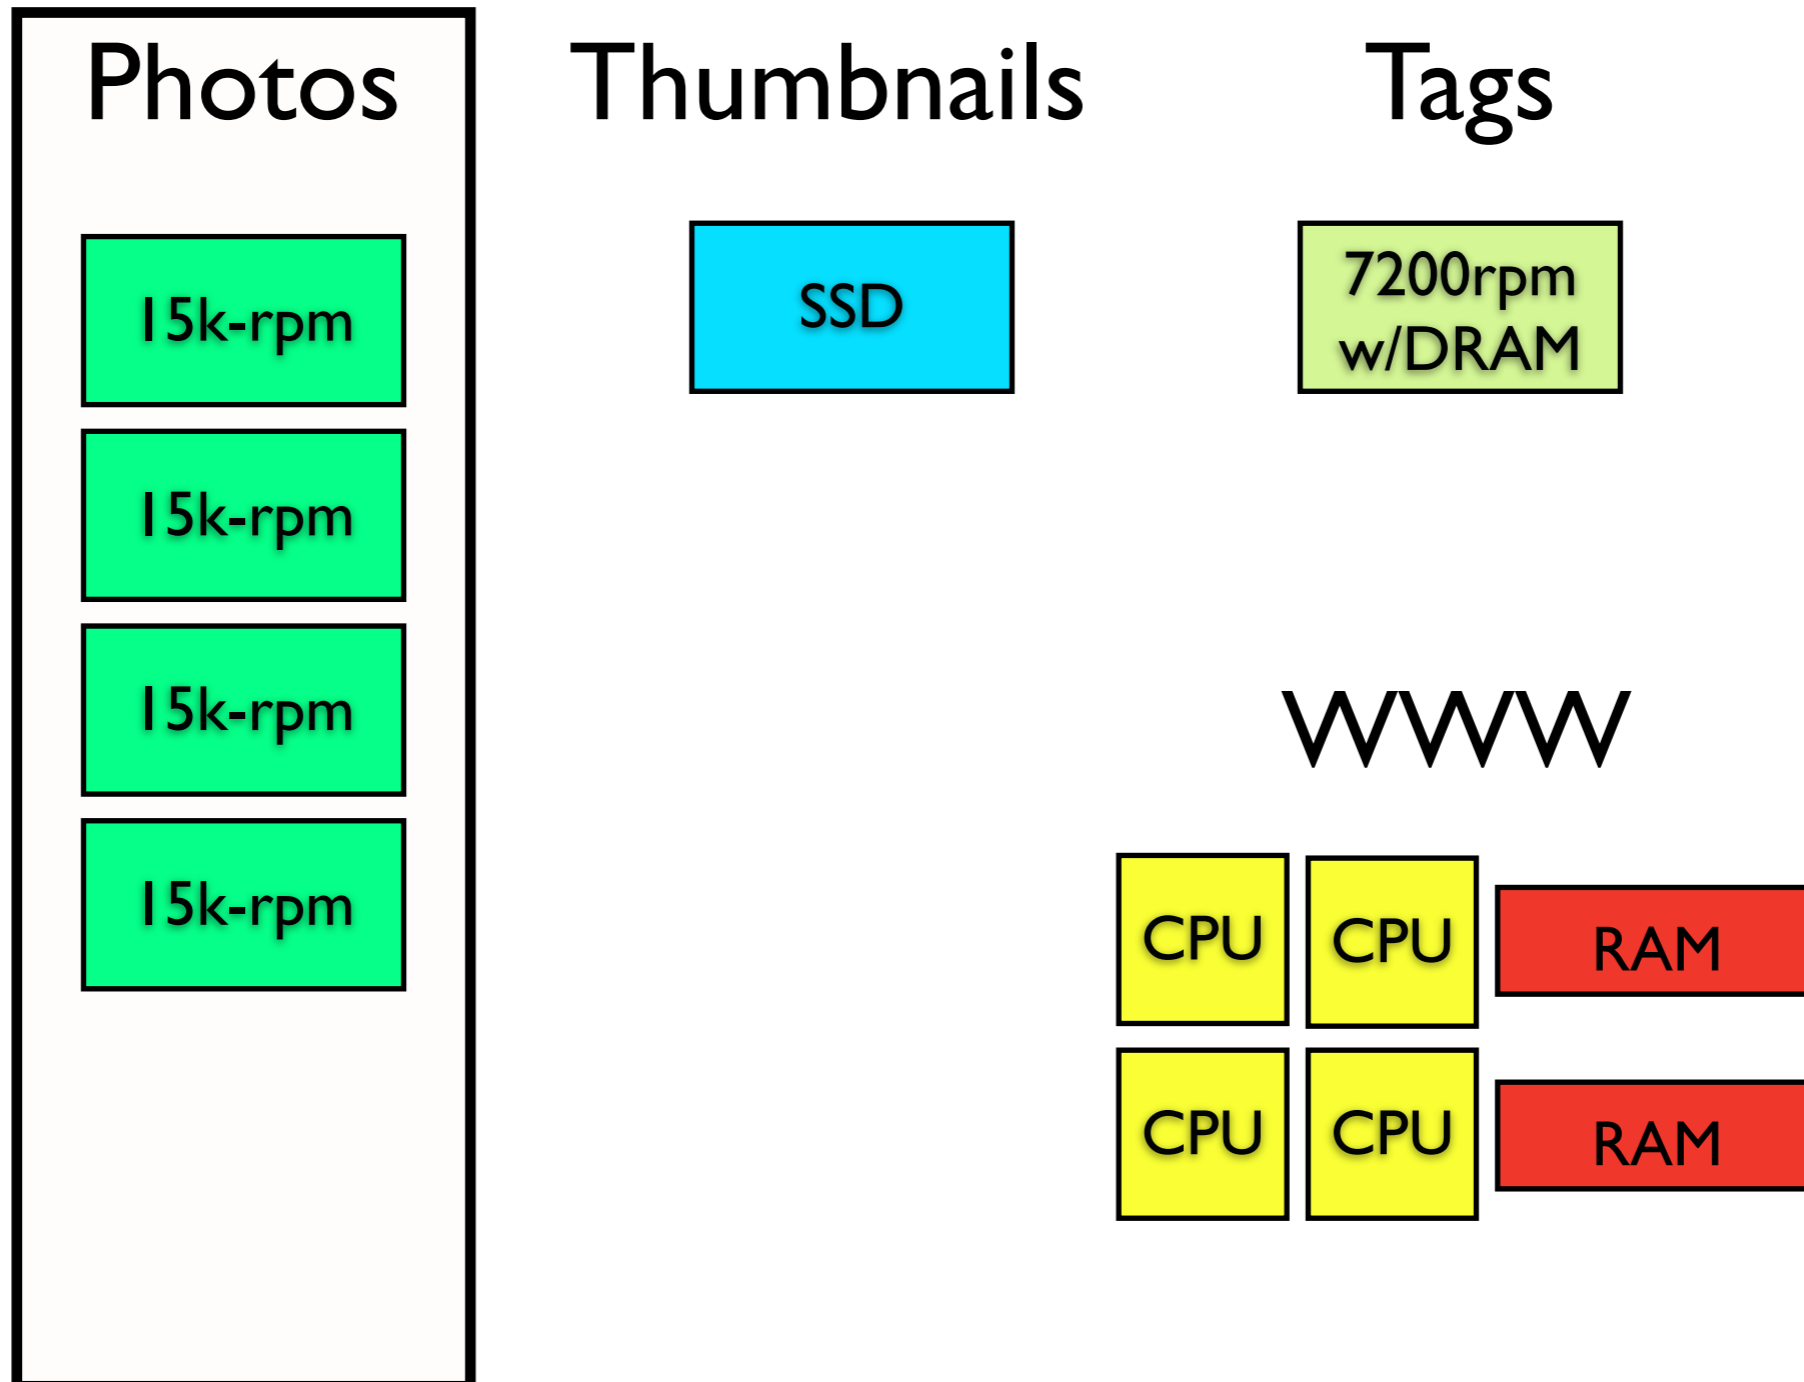 Photos
15k-rpm
15k-rpm
15k-rpm
15k-rpm
Thumbnails
SSD
Tags
7200rpm
w/DRAM
WWW
CPU CPU RAM
CPU CPU RAM